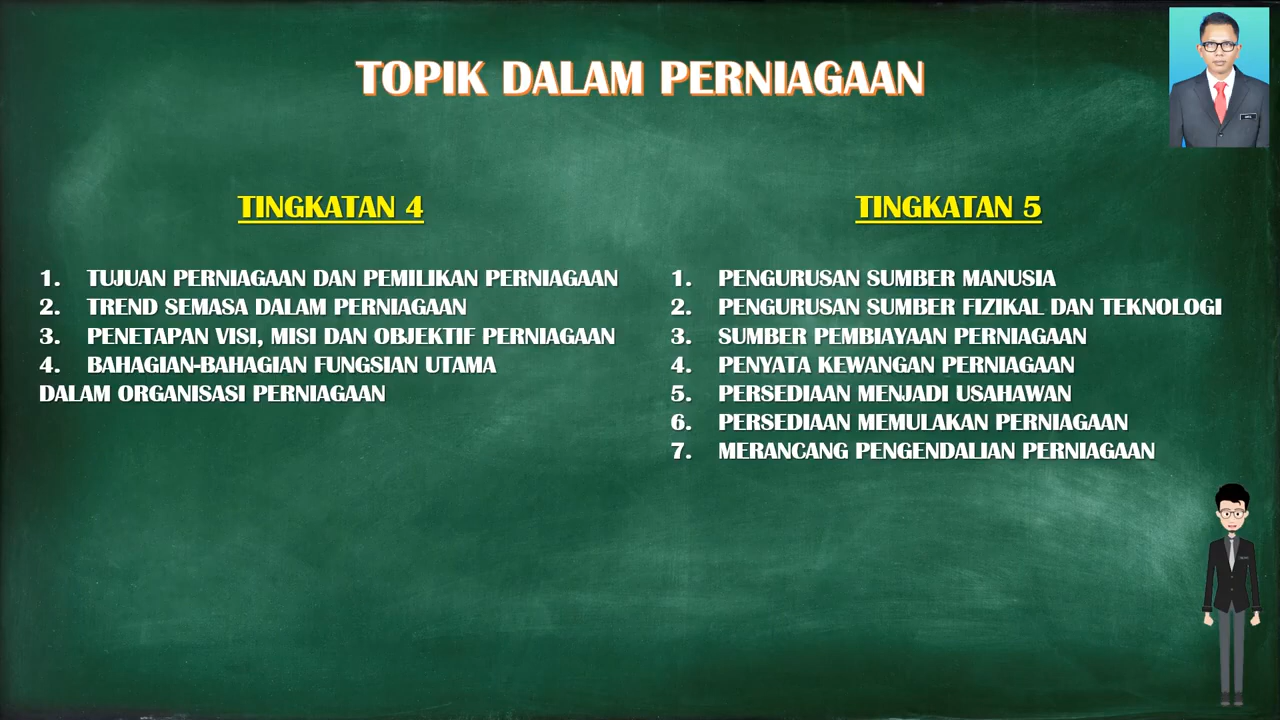 TOPIK DALAM PERNIAGAAN
TINGKATAN 4
1. TUJUAN PERNIAGAAN DAN PEMILIKAN PERNIAGAAN
2. TREND SEMASA DALAM PERNIAGAAN
3. PENETAPAN VISI, MISI DAN OBJEKTIF PERNIAGAAN
4. BAHAGIAN-BAHAGIAN FUNGSIAN UTAMA
DALAM ORGANISASI PERNIAGAAN
TINGKATAN 5
1. PENGURUSAN SUMBER MANUSIA
2. PENGURUSAN SUMBER FIZIKAL DAN TEKNOLOGI
3. SUMBER PEMBIAYAAN PERNIAGAAN
4. PENYATA KEWANGAN PERNIAGAAN
5. PERSEDIAAN MENJADI USAHAWAN
6. PERSEDIAAN MEMULAKAN PERNIAGAAN
7. MERANCANG PENGENDALIAN PERNIAGAAN